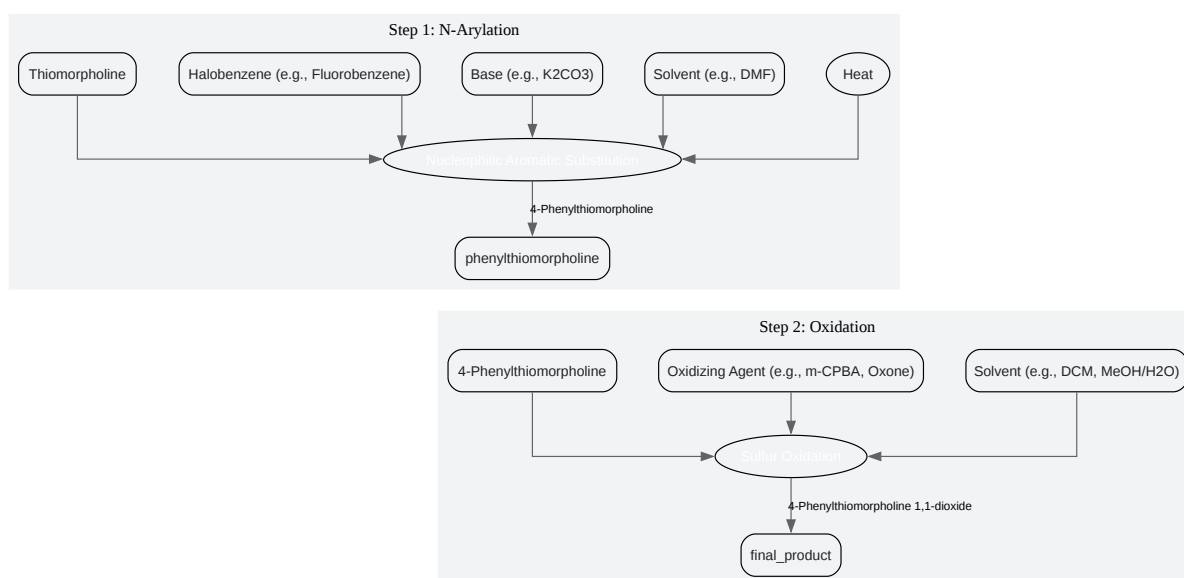 Step 1: N-Arylation
Thiomorpholine
Halobenzene (e.g., Fluorobenzene)
Base (e.g., K2CO3)
Solvent (e.g., DMF)
Heat
Nucleophilic Aromatic Substitution
4-Phenylthiomorpholine
phenylthiomorpholine
Step 2: Oxidation
4-Phenylthiomorpholine
Oxidizing Agent (e.g., m-CPBA, Oxone)
Solvent (e.g., DCM, MeOH/H2O)
Sulfur Oxidation
4-Phenylthiomorpholine 1,1-dioxide
final_product